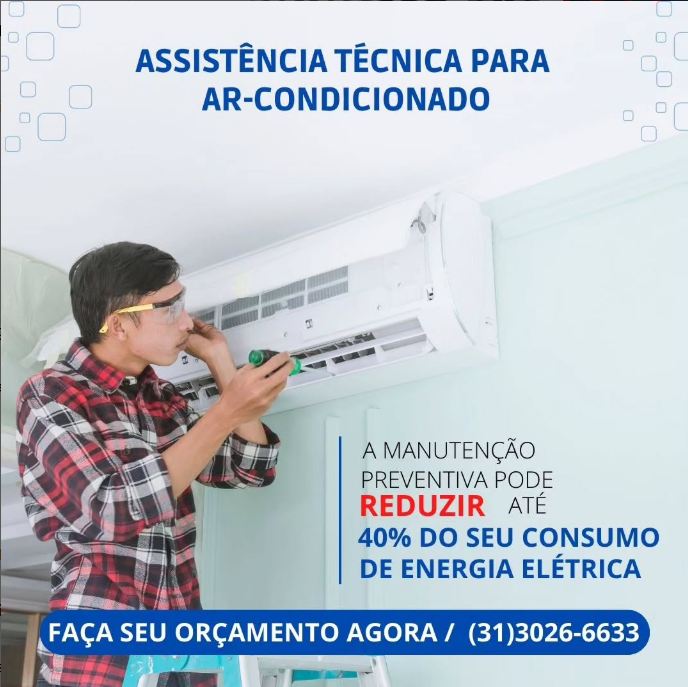 ASSISTÊNCIA TÉCNICA PARA
AR-CONDICIONADO
A MANUTENÇÃO
PREVENTIVA PODE
REDUZIR ATÉ
40% DO SEU CONSUMO
DE ENERGIA ELÉTRICA
FAÇA SEU ORÇAMENTO AGORA / (31)3026-6633